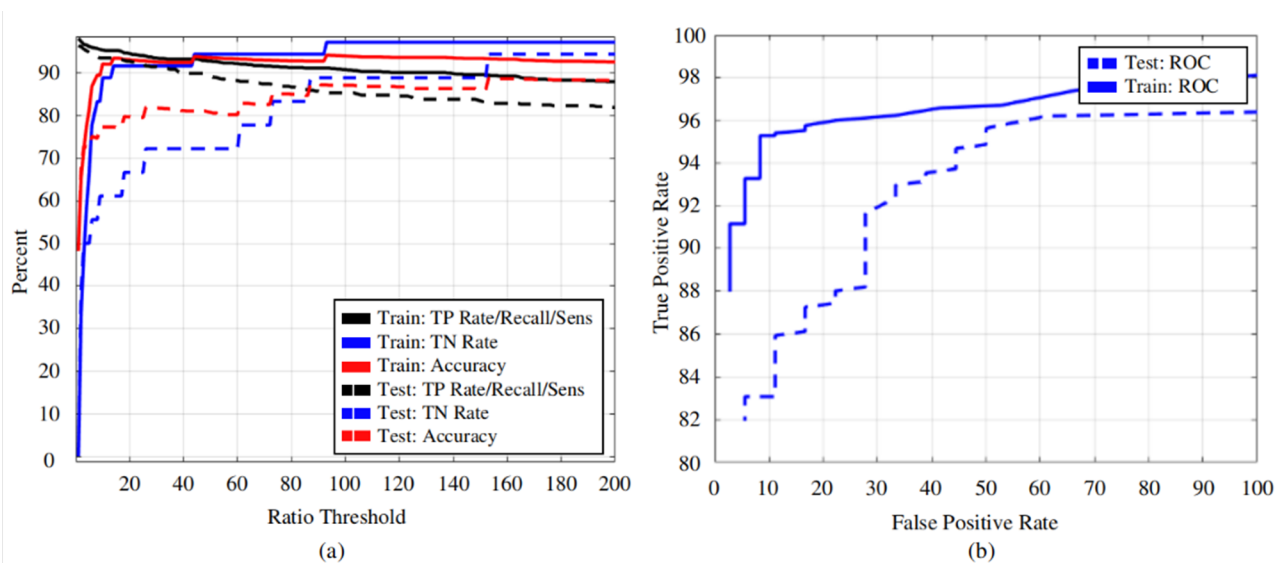 Percent
90
80
70
60
50
40
30
20
10
0
20 40 60 80 100 120 140 160 180 200
Ratio Threshold
(a)
Train: TP Rate/Recall/Sens
Train: TN Rate
Train: Accuracy
Test: TP Rate/Recall/Sens
Test: TN Rate
Test: Accuracy
True Positive Rate
100
98
96
94
92
90
88
86
84
82
80
0 10 20 30 40 50 60 70 80 90 100
False Positive Rate
(b)
Test: ROC
Train: ROC